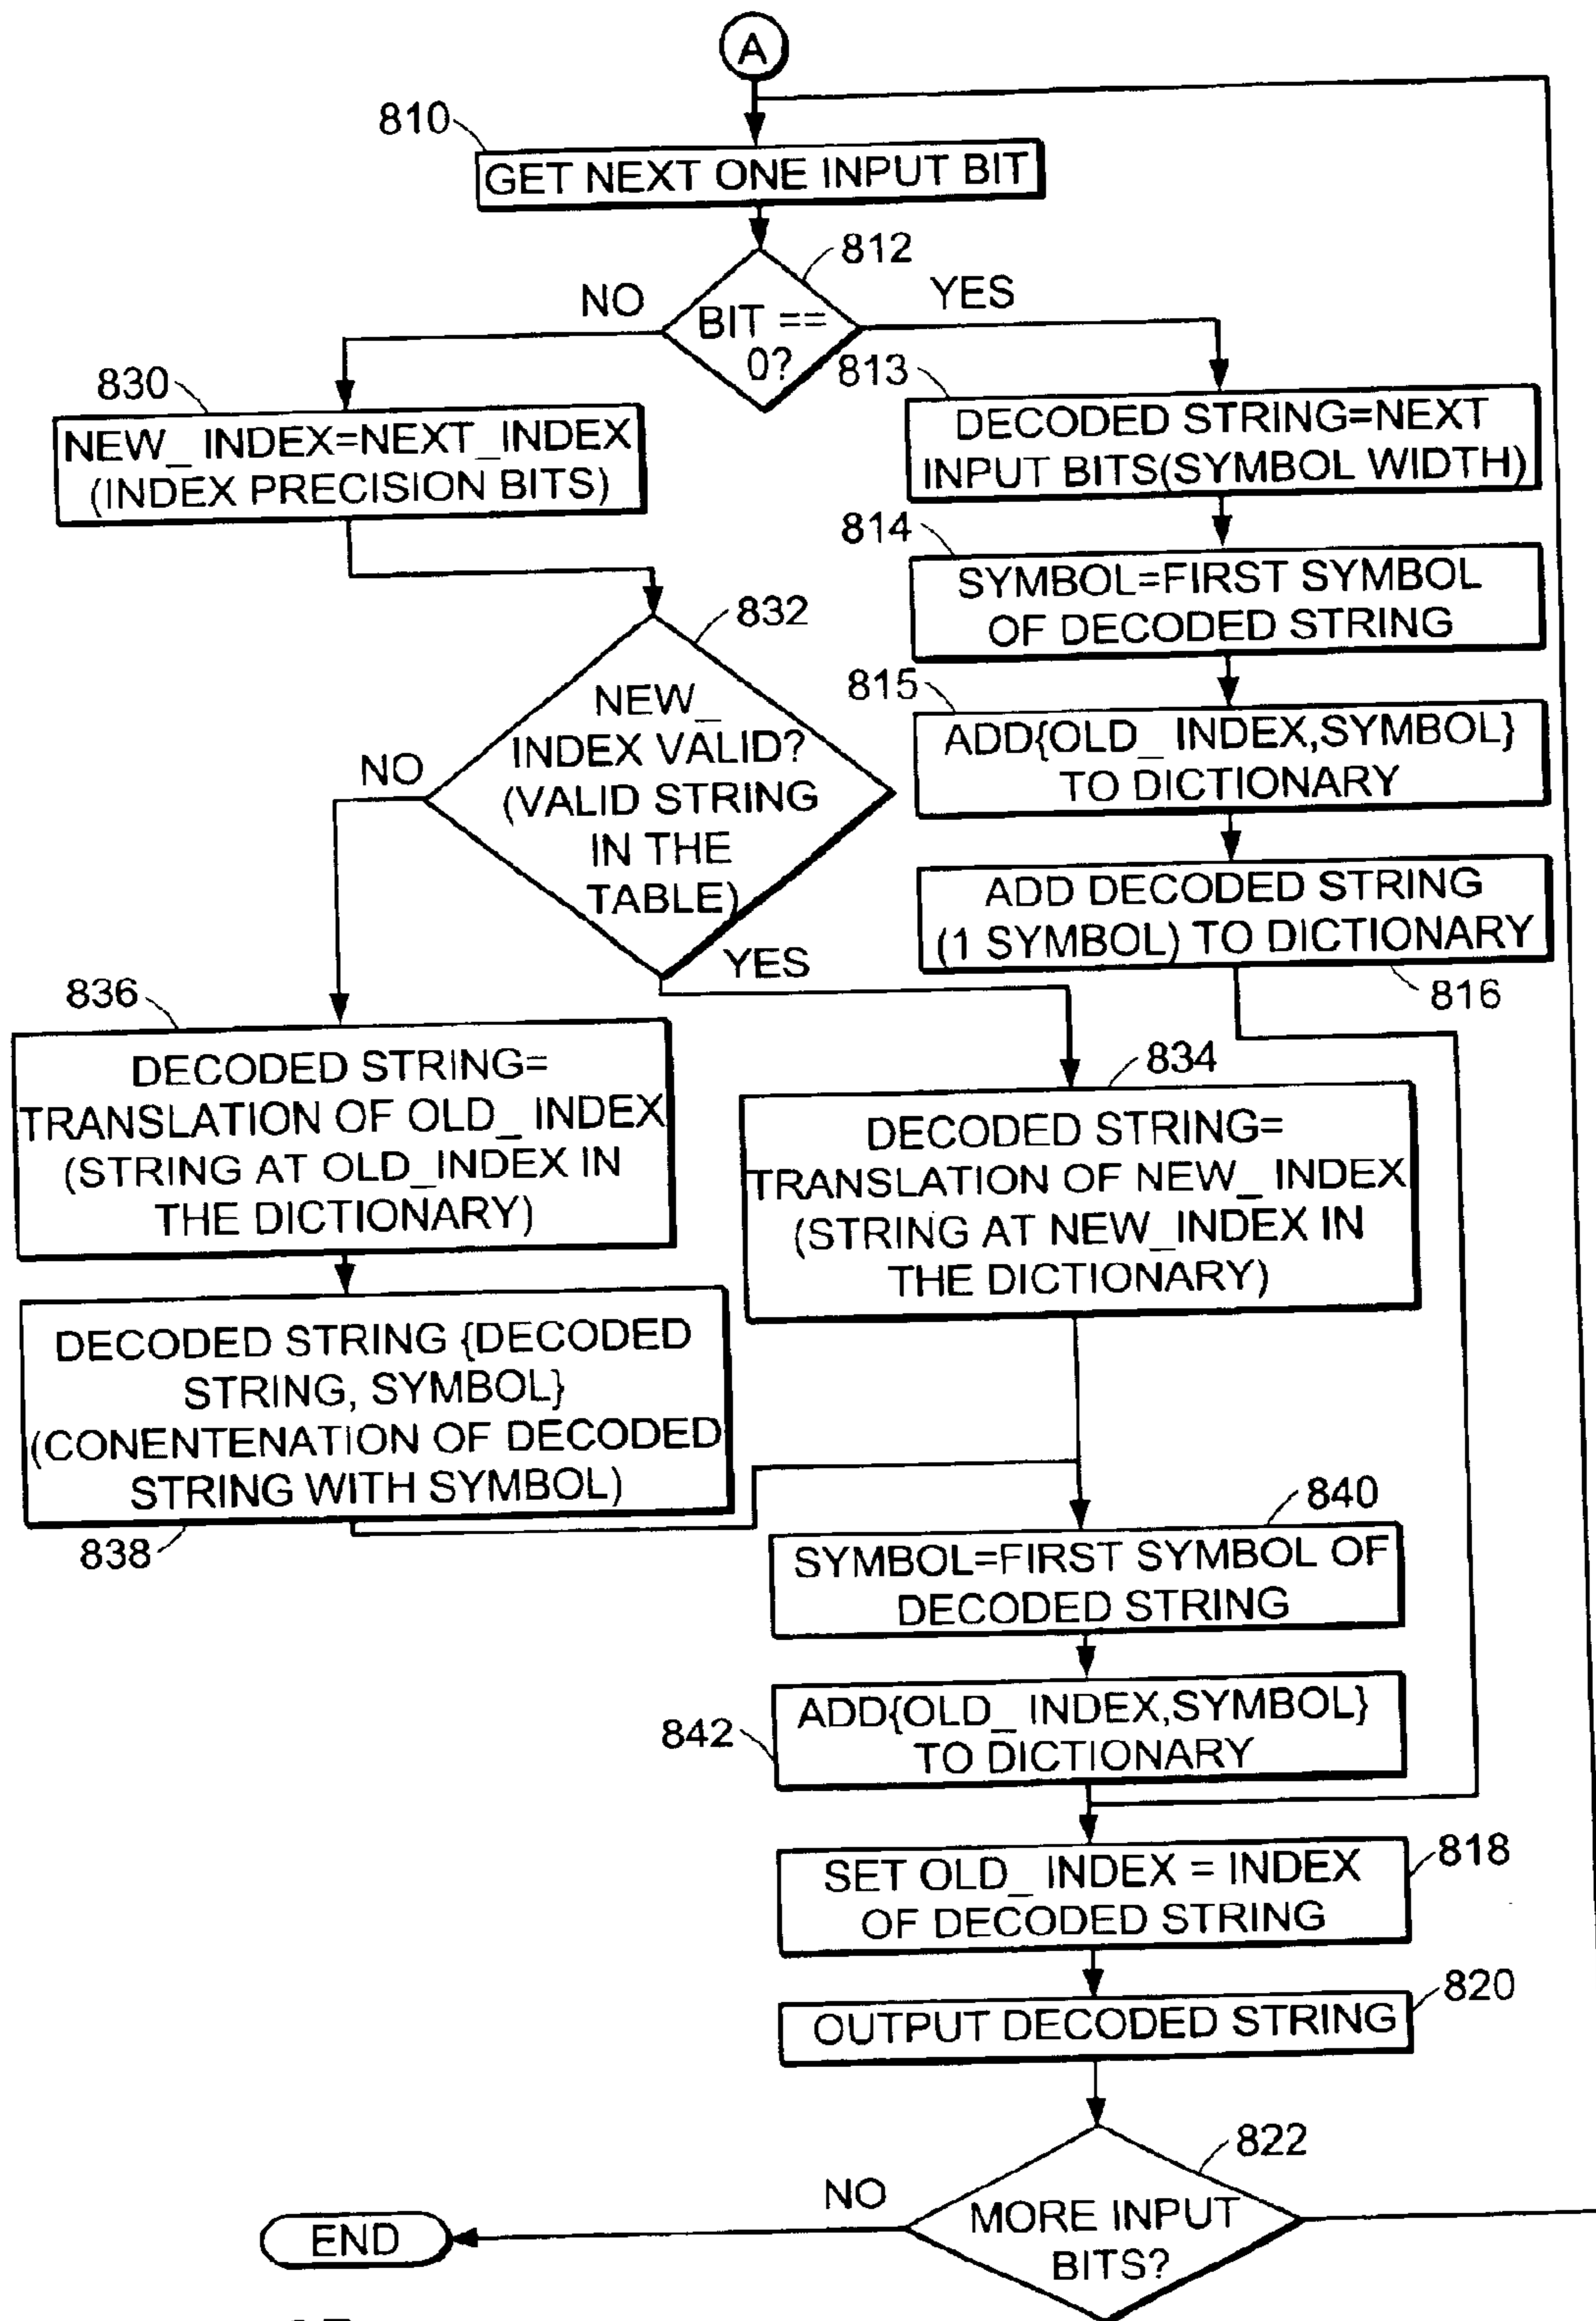 A
810
GET NEXT ONE INPUT BIT
812
NO
YES
BIT ==
0?
830
NEW_ INDEX=NEXT_INDEX
(INDEX PRECISION BITS)
813
DECODED STRING=NEXT
INPUT BITS(SYMBOL WIDTH)
814
SYMBOL=FIRST SYMBOL
OF DECODED STRING
815
ADD{OLD_ INDEX,SYMBOL}
TO DICTIONARY
ADD DECODED STRING
(1 SYMBOL) TO DICTIONARY
816
832
NEW_
INDEX VALID?
(VALID STRING
IN THE
TABLE)
NO
YES
836
DECODED STRING=
TRANSLATION OF OLD_ INDEX
(STRING AT OLD_INDEX IN
THE DICTIONARY)
834
DECODED STRING=
TRANSLATION OF NEW_ INDEX
(STRING AT NEW_INDEX IN
THE DICTIONARY)
DECODED STRING {DECODED
STRING, SYMBOL}
(CONENTENATION OF DECODED
STRING WITH SYMBOL)
838
840
SYMBOL=FIRST SYMBOL OF
DECODED STRING
842
ADD{OLD_ INDEX,SYMBOL}
TO DICTIONARY
818
SET OLD_ INDEX = INDEX
OF DECODED STRING
820
OUTPUT DECODED STRING
822
NO
MORE INPUT
BITS?
END